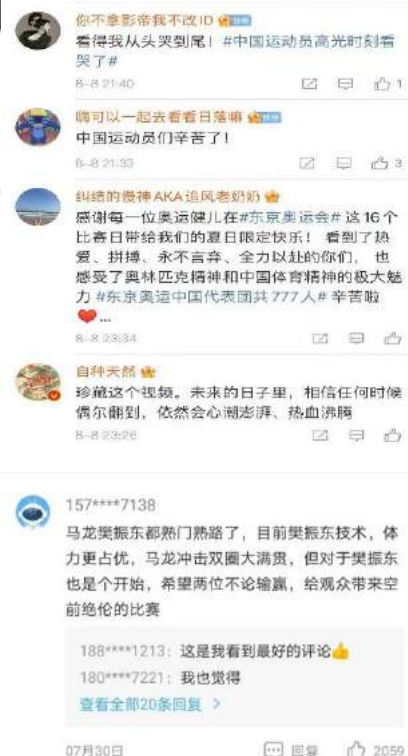 你不拿影帝我不改ID
看得我从头哭到尾！#中国运动员高光时刻看
哭了#
8-8 21:40
1
嗨可以一起去看看日落嘛
中国运动员们辛苦了！
8-8 21:33
3
纠结的慢神AKA追风老奶奶
感谢每一位奥运健儿在#东京奥运会# 这16个
比赛日带给我们的夏日限定快乐！ 看到了热
爱、拼搏、永不言弃、全力以赴的你们， 也
感受了奥林匹克精神和中国体育精神的极大魅
力 #东京奥运中国代表团共777人# 辛苦啦
❤️...
8-8 23:34
自种天然
珍藏这个视频。未来的日子里，相信任何时候
偶尔翻到，依然会心潮澎湃、热血沸腾
8-8 23:26
157****7138
马龙樊振东都熟门熟路了，目前樊振东技术，体
力更占优，马龙冲击双圈大满贯，但对于樊振东
也是个开始，希望两位不论输赢，给观众带来空
前绝伦的比赛
188****1213：这是我看到最好的评论👍
180****7221：我也觉得
查看全部20条回复 >
07月30日
回复
2059